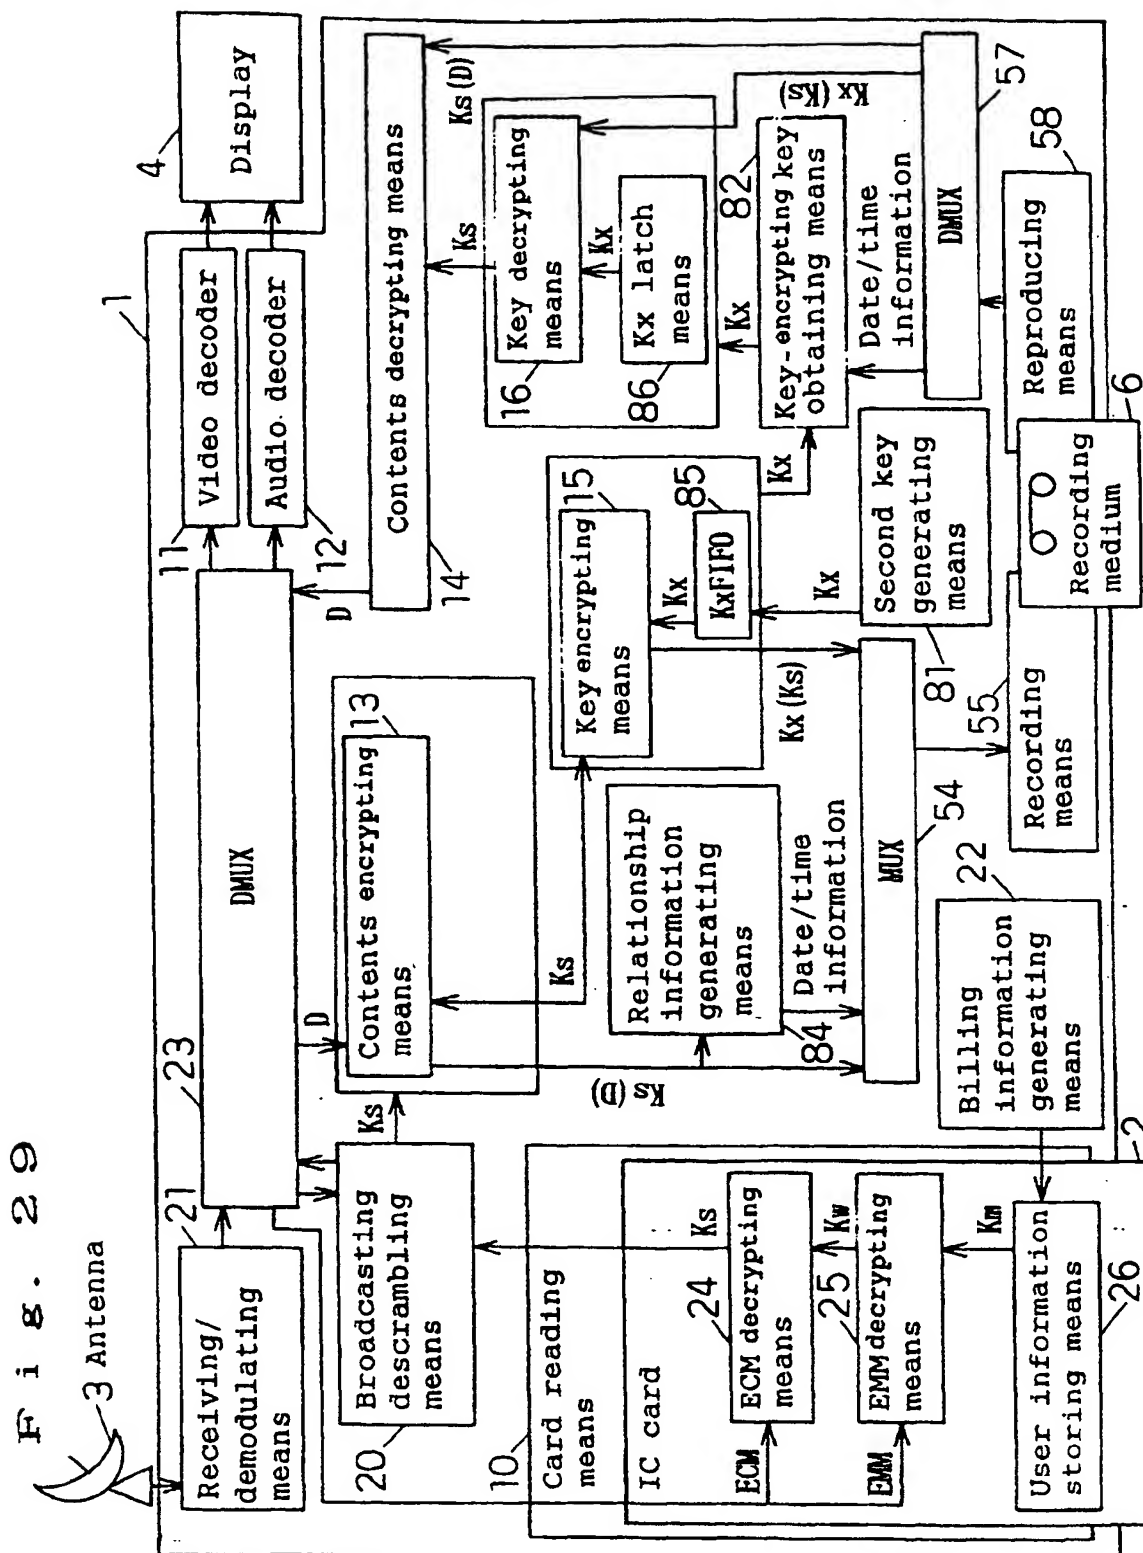 Fig. 29
3 Antenna
1
21
Receiving/
demodulating
means
23
DMUX
11
Video decoder
Audio decoder
12
4
Display
D
D
20
Broadcasting
descrambling
means
Ks
13
Contents encrypting
means
Ks
Ks(D)
14
Contents decrypting means
Ks
Ks(D)
10
Card reading
means
IC card
2
ECM
24
ECM decrypting
means
Ks
EMM
25
EMM decrypting
means
Kw
Km
26
User information
storing means
22
Billing
information
generating
means
Relationship
information
generating
means
84
Date/time
information
15
Key encrypting
means
Kx
85
KxFIFO
Kx
Kx(Ks)
Kx
81
Second key
generating
means
54
MUX
55
Recording
means
6
Recording
medium
58
Reproducing
means
57
DMUX
Date/time
information
82
Key-encrypting key
obtaining means
Kx
16
Key decrypting
means
Kx
86
Kx latch
means
Kx(Ks)